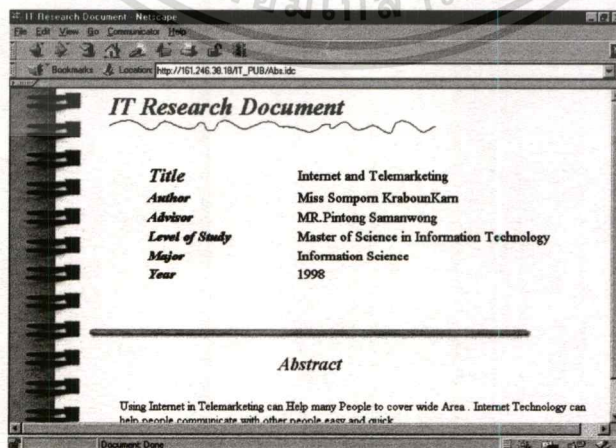 IT Research Document - Netscape
File Edit View Go Communicator Help
Bookmarks Location: http://161.246.38.18/IT_PUB/Abs.idc
IT Research Document
Title Internet and Telemarketing
Author Miss Somporn KrabounKarn
Advisor MR.Pintong Samanwong
Level of Study Master of Science in Information Technology
Major Information Science
Year 1998
Abstract
Using Internet in Telemarketing can Help many People to cover wide Area . Internet Technology can
help people communicate with other people easy and quick
Document: Done